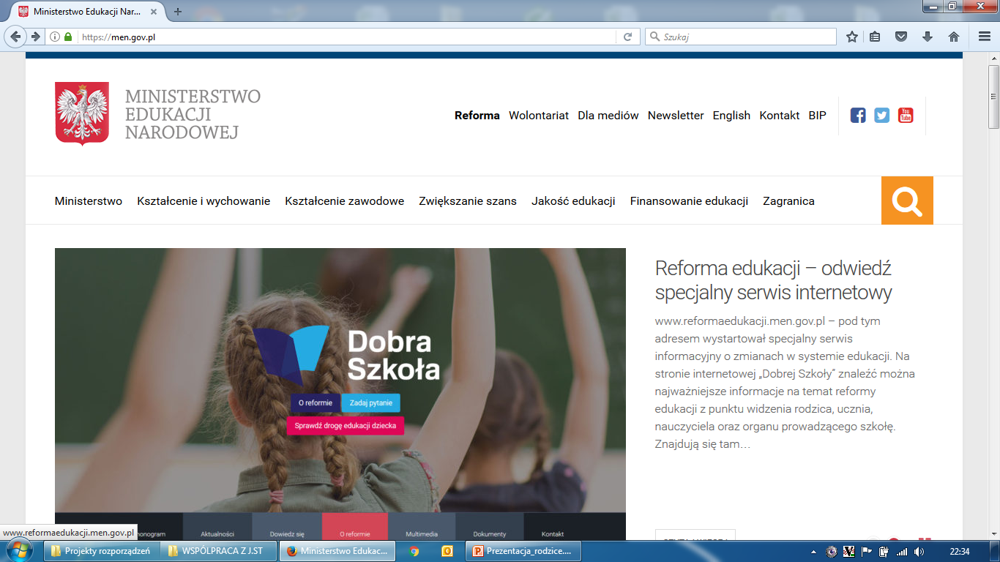 Ministerstwo Edukacji Nar...
https://men.gov.pl
Szukaj
MINISTERSTWO
EDUKACJI
NARODOWEJ
Reforma Wolontariat Dla mediów Newsletter English Kontakt BIP
You
Tube
Ministerstwo Kształcenie i wychowanie Kształcenie zawodowe Zwiększanie szans Jakość edukacji Finansowanie edukacji Zagranica
Dobra
Szkoła
O reformie Zadaj pytanie
Sprawdź drogę edukacji dziecka
Reforma edukacji – odwiedź
specjalny serwis internetowy
www.reformaedukacji.men.gov.pl – pod tym
adresem wystartował specjalny serwis
informacyjny o zmianach w systemie edukacji. Na
stronie internetowej „Dobrej Szkoły” znaleźć można
najważniejsze informacje na temat reformy
edukacji z punktu widzenia rodzica, ucznia,
nauczyciela oraz organu prowadzącego szkołę.
Znajdują się tam…
www.reformaedukacji.men.gov.pl
nonogram Aktualności Dowiedz się O reformie Multimedia Dokumenty Kontakt
Projekty rozporządzeń WSPÓLPRACA Z J.ST Ministerstwo Edukac... Prezentacja_rodzice.... 22:34